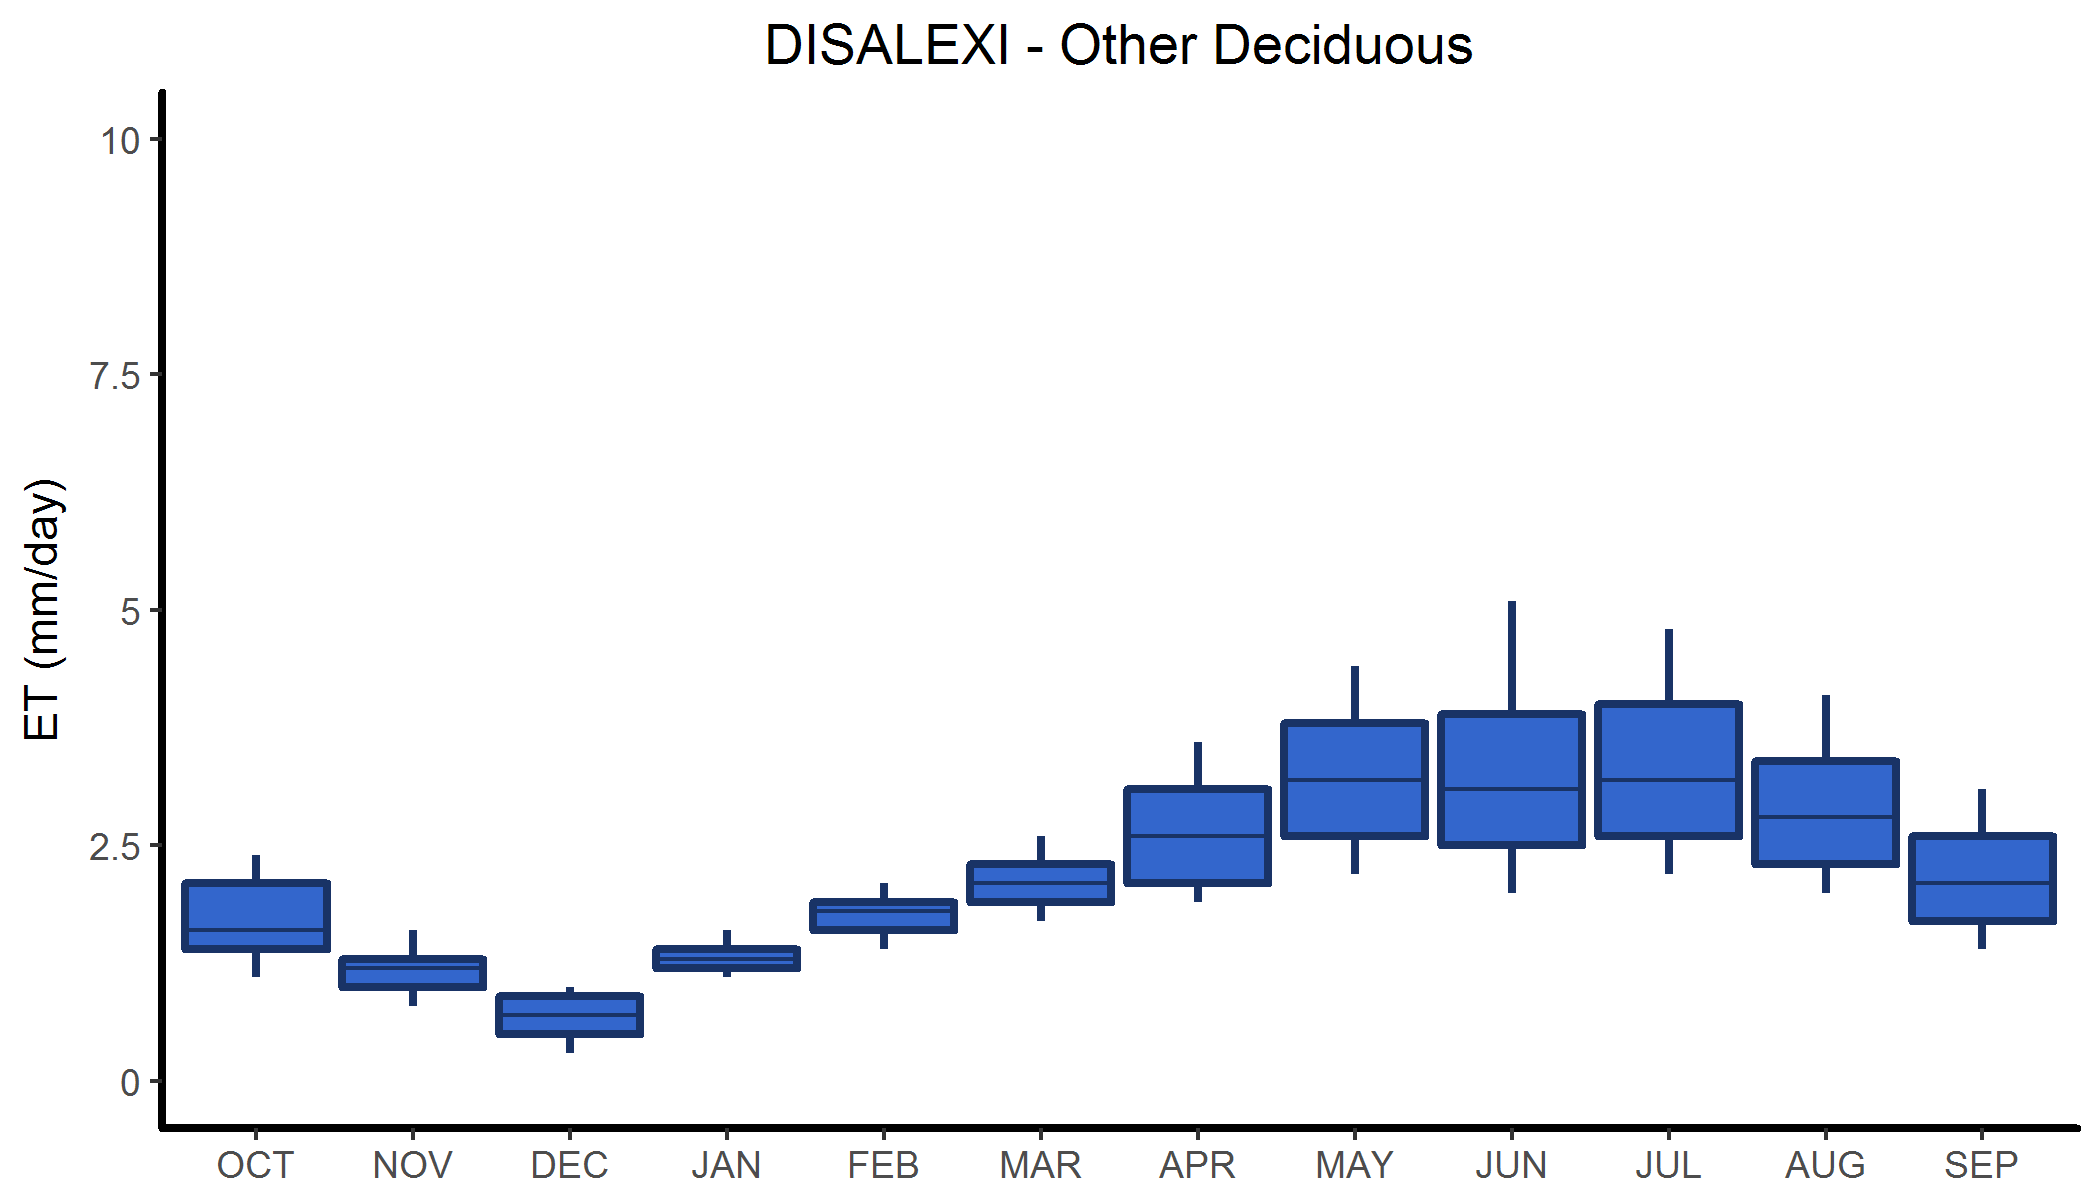 DISALEXI - Other Deciduous
ET (mm/day)
10
7.5
5
2.5
0
OCT NOV DEC JAN FEB MAR APR MAY JUN JUL AUG SEP